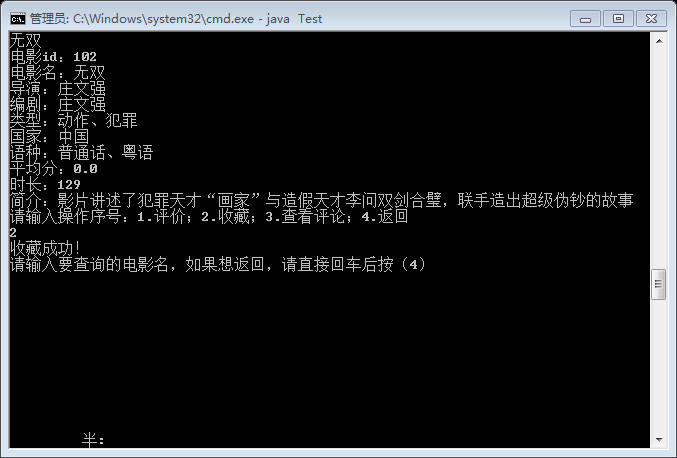 管理员: C:\Windows\system32\cmd.exe - java  Test
无双
电影id：102
电影名：无双
导演：庄文强
编剧：庄文强
类型：动作、犯罪
国家：中国
语种：普通话、粤语
平均分：0.0
时长：129
简介：影片讲述了犯罪天才“画家”与造假天才李问双剑合璧，联手造出超级伪钞的故事
请输入操作序号：1.评价；2.收藏；3.查看评论；4.返回
2
收藏成功！
请输入要查询的电影名，如果想返回，请直接回车后按（4）
半：